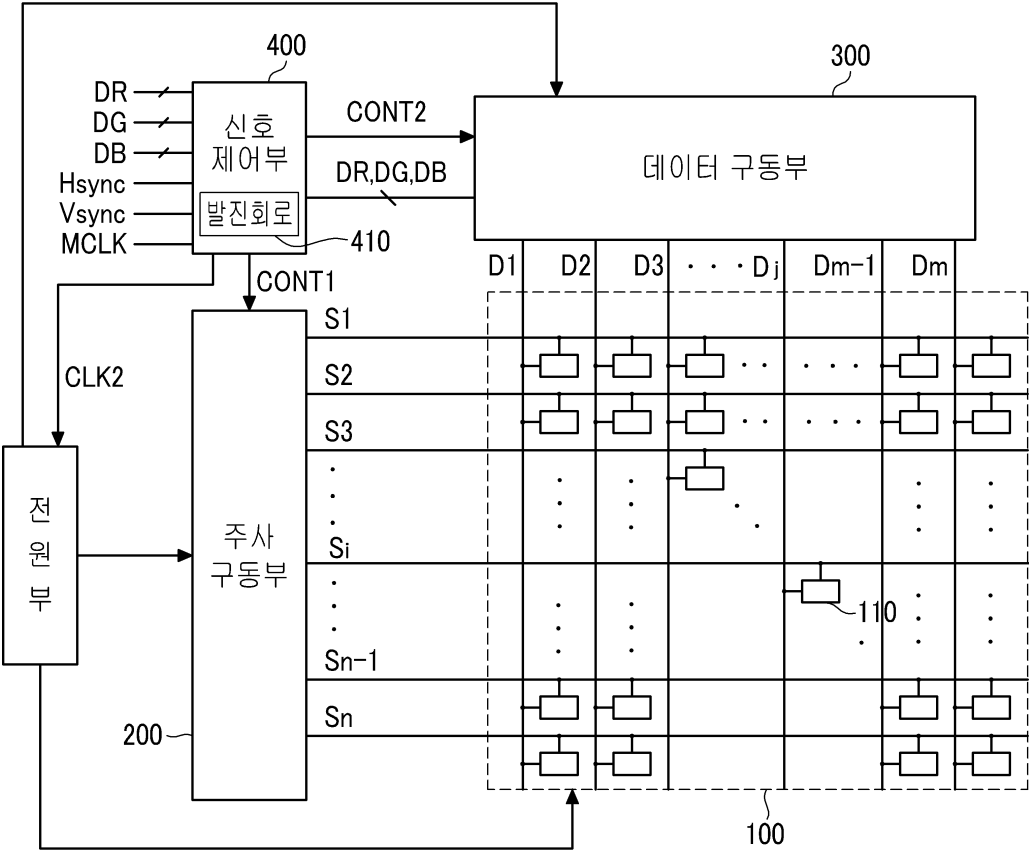 400
300
DR
DG
DB
Hsync
Vsync
MCLK
신호
제어부
발진회로
410
CONT2
DR,DG,DB
데이터 구동부
CONT1
CLK2
D1 D2 D3 · · · Dj Dm-1 Dm
S1
S2
S3
Si
Sn-1
Sn
전
원
부
주사
구동부
110
200
100